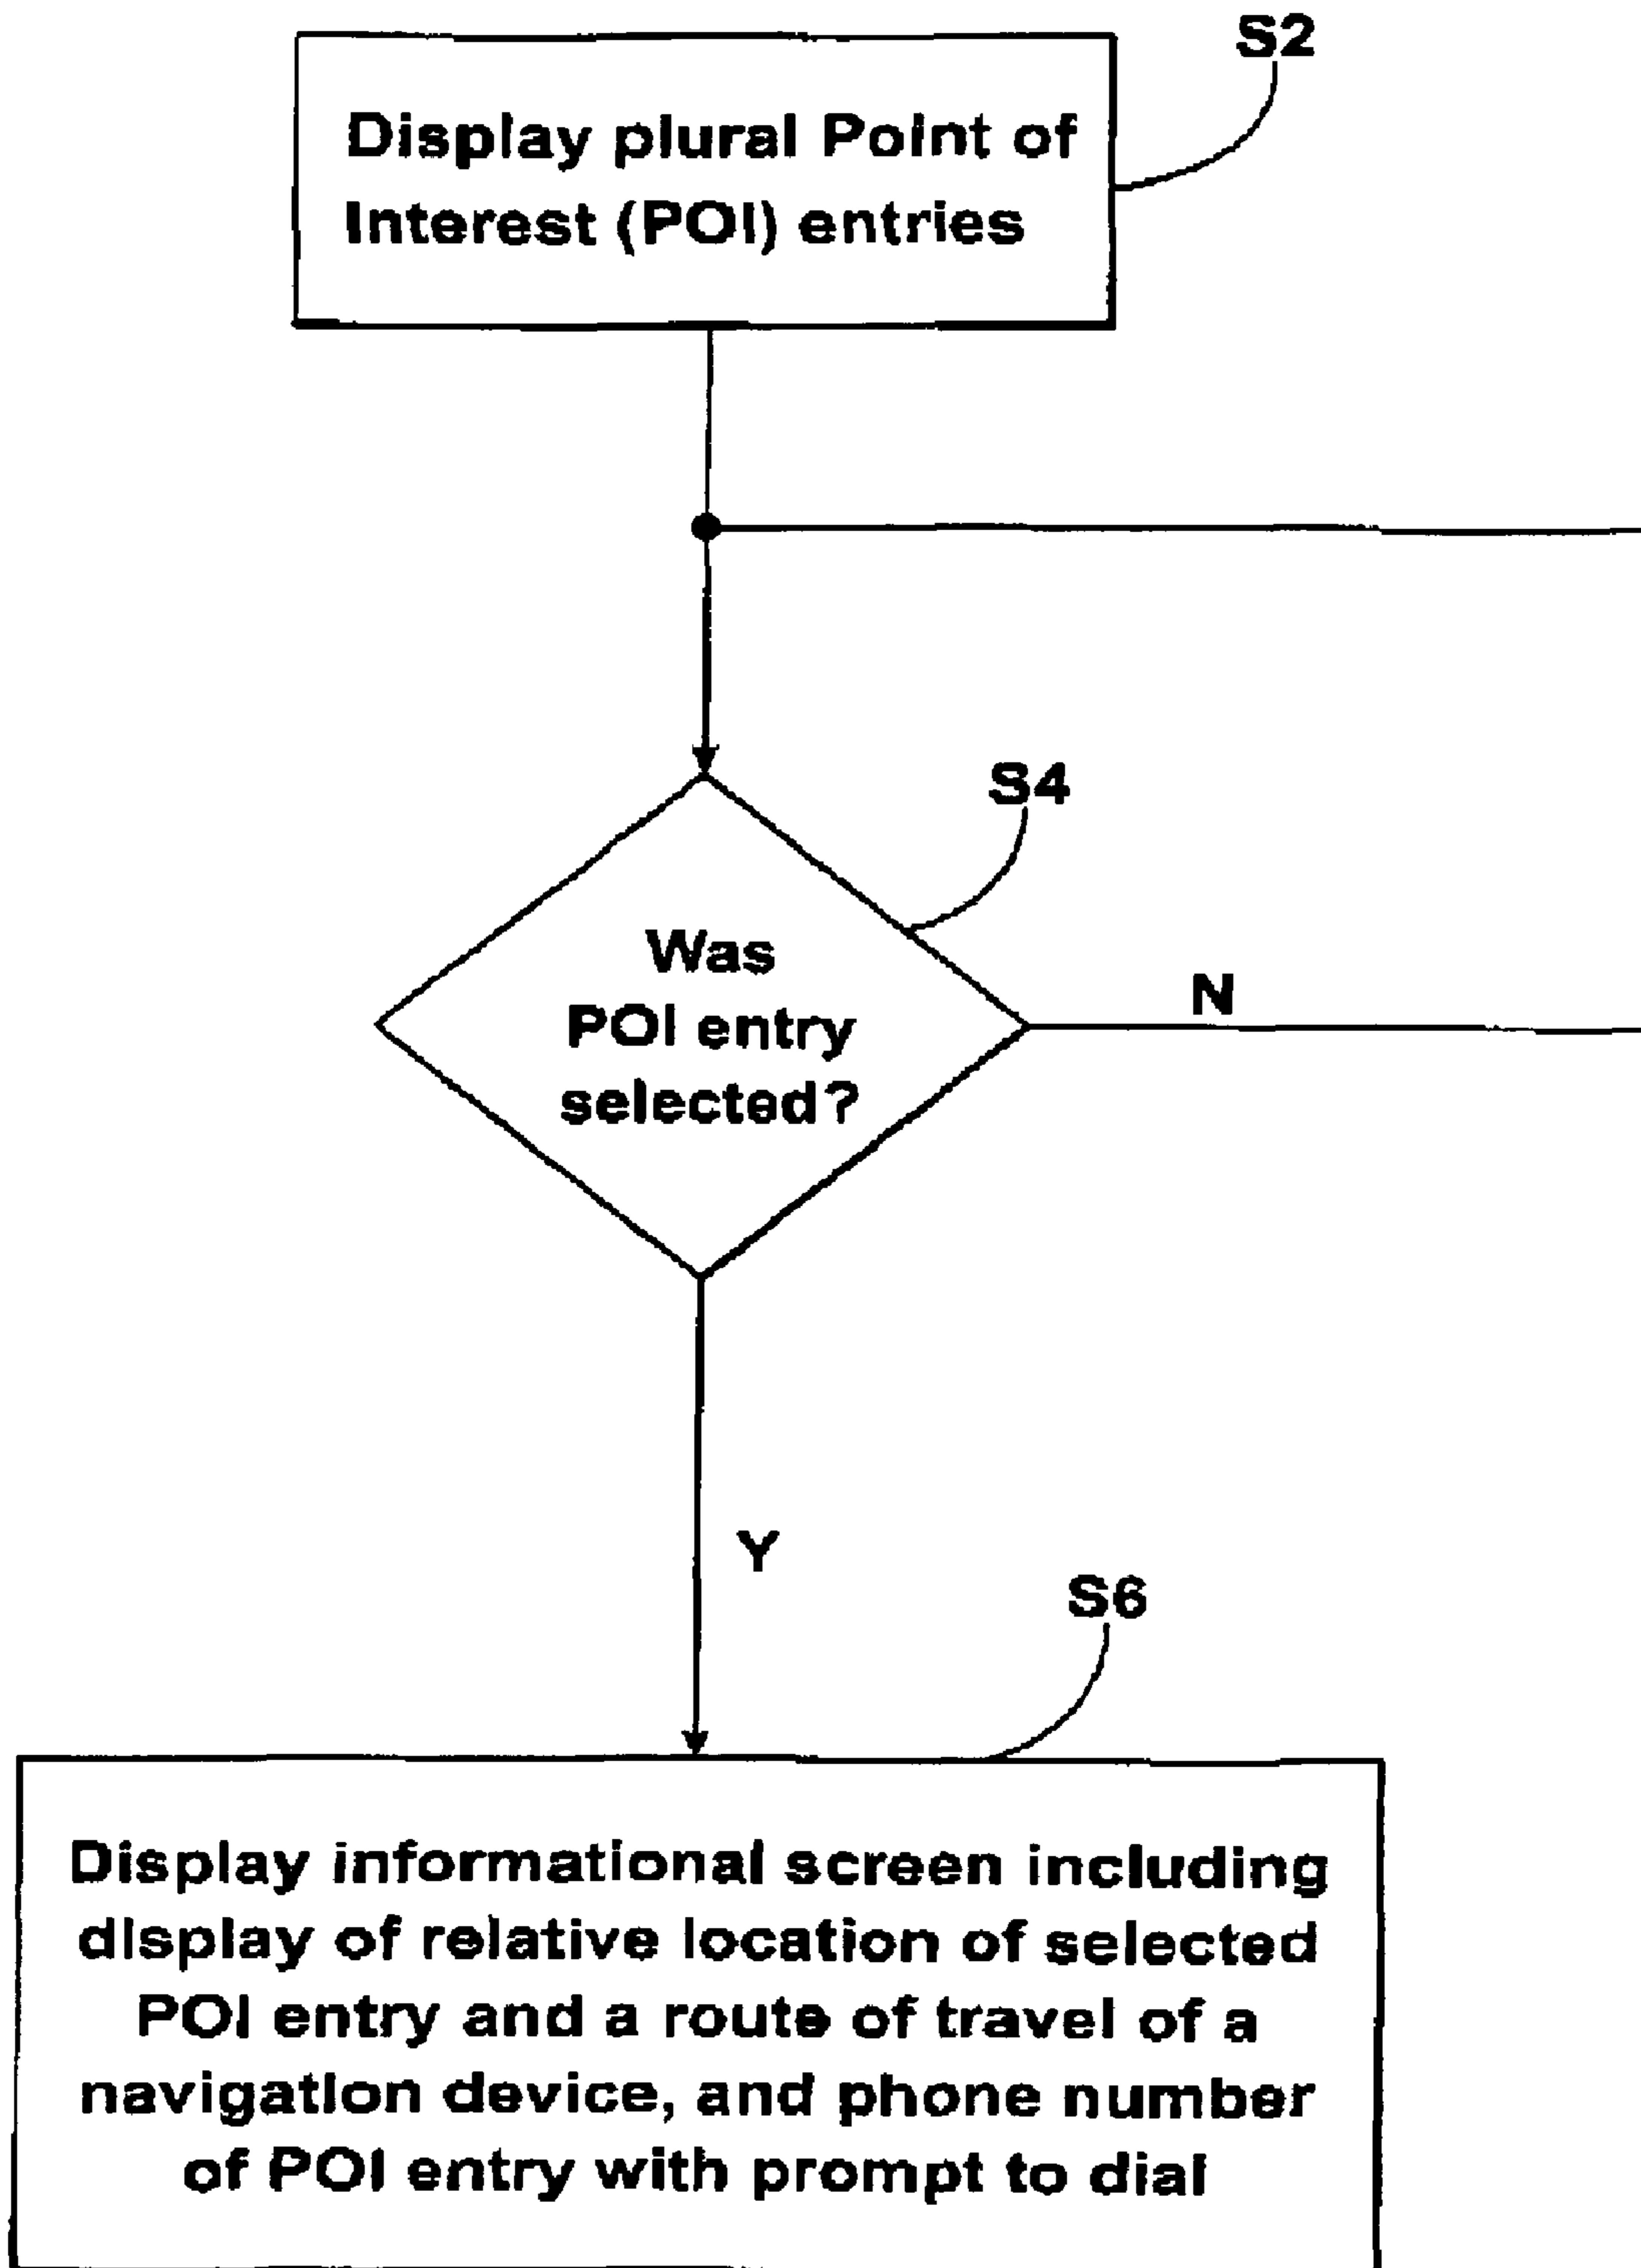 S2
Display plural Point of
Interest (POI) entries
S4
Was
POI entry
selected?
N
Y
S6
Display informational screen including
display of relative location of selected
POI entry and a route of travel of a
navigation device, and phone number
of POI entry with prompt to dial